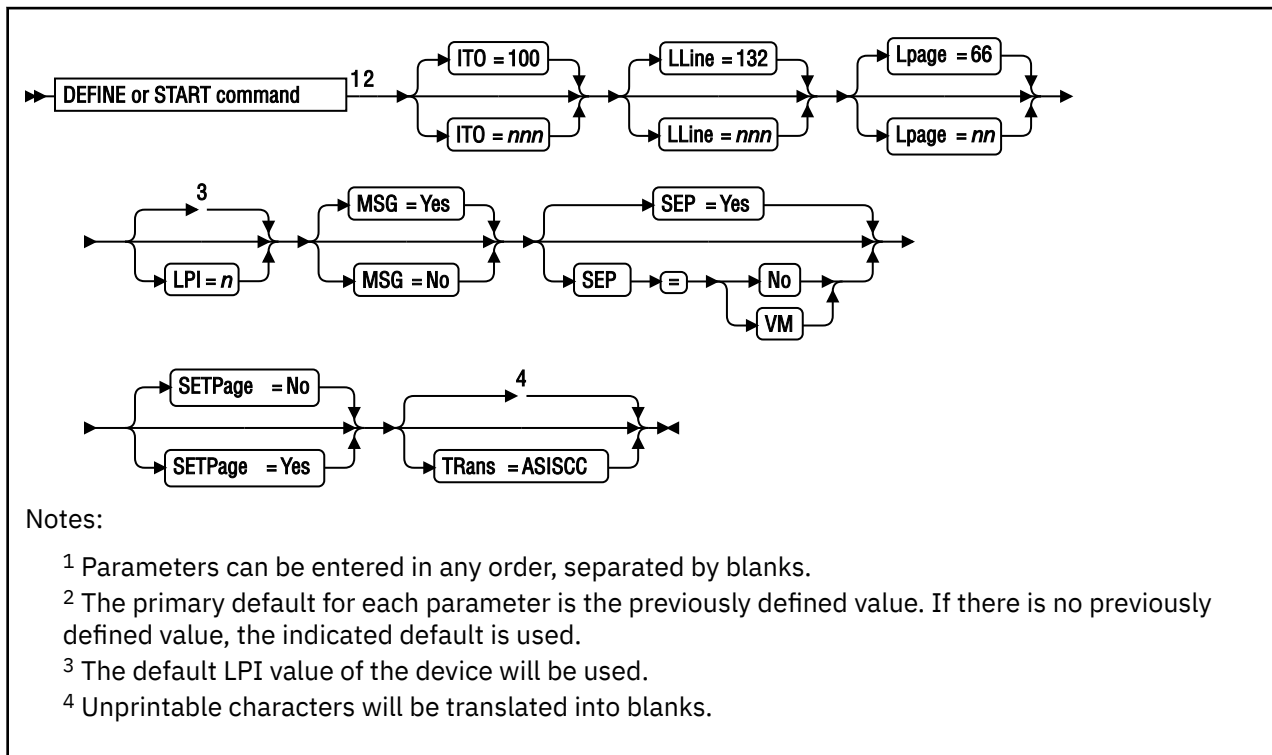 ITO = 100 LLine = 132 Lpage = 66
DEFINE or START command 1 2
ITO = nnn LLine = nnn Lpage = nn
3 MSG = Yes SEP = Yes
LPI = n MSG = No SEP = No
VM
SETPage = No 4
SETPage = Yes TRans = ASISCC
Notes:
1 Parameters can be entered in any order, separated by blanks.
2 The primary default for each parameter is the previously defined value. If there is no previously
defined value, the indicated default is used.
3 The default LPI value of the device will be used.
4 Unprintable characters will be translated into blanks.